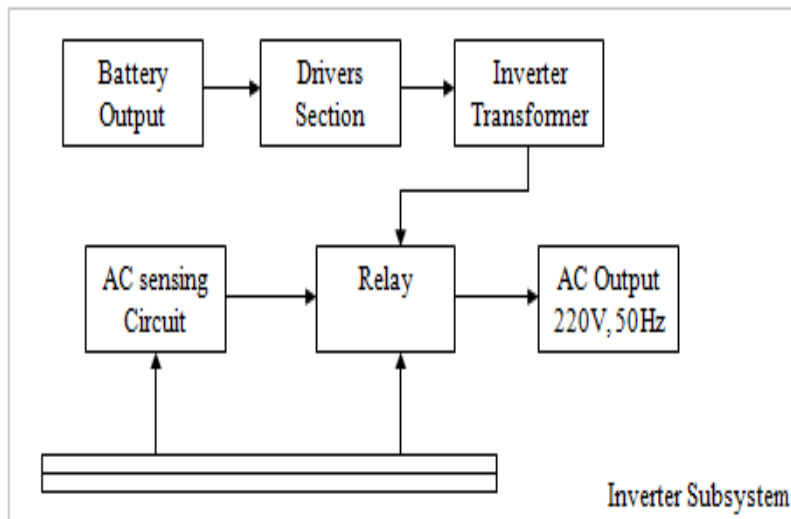 Battery
Output
Drivers
Section
Inverter
Transformer
AC sensing
Circuit
Relay
AC Output
220V, 50Hz
Inverter Subsystem